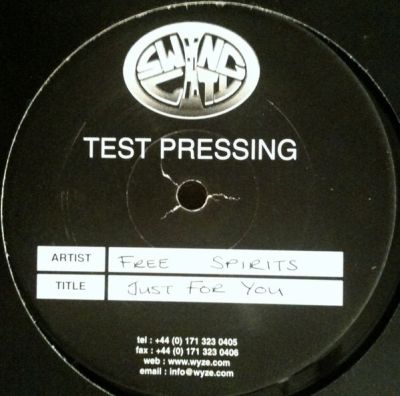 SWING
CITY
TEST PRESSING
ARTIST FREE SPIRITS
TITLE JUST FOR YOU
tel : +44 (0) 171 323 0405
fax : +44 (0) 171 323 0406
web : www.wyze.com
email : info@wyze.com